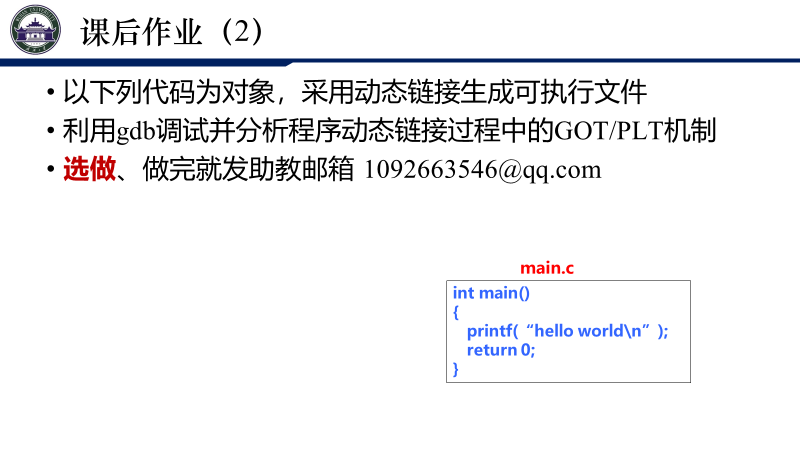 课后作业（2）
• 以下列代码为对象，采用动态链接生成可执行文件
• 利用gdb调试并分析程序动态链接过程中的GOT/PLT机制
• 选做、做完就发助教邮箱 1092663546@qq.com
main.c
int main()
{
printf(“hello world\n”);
return 0;
}